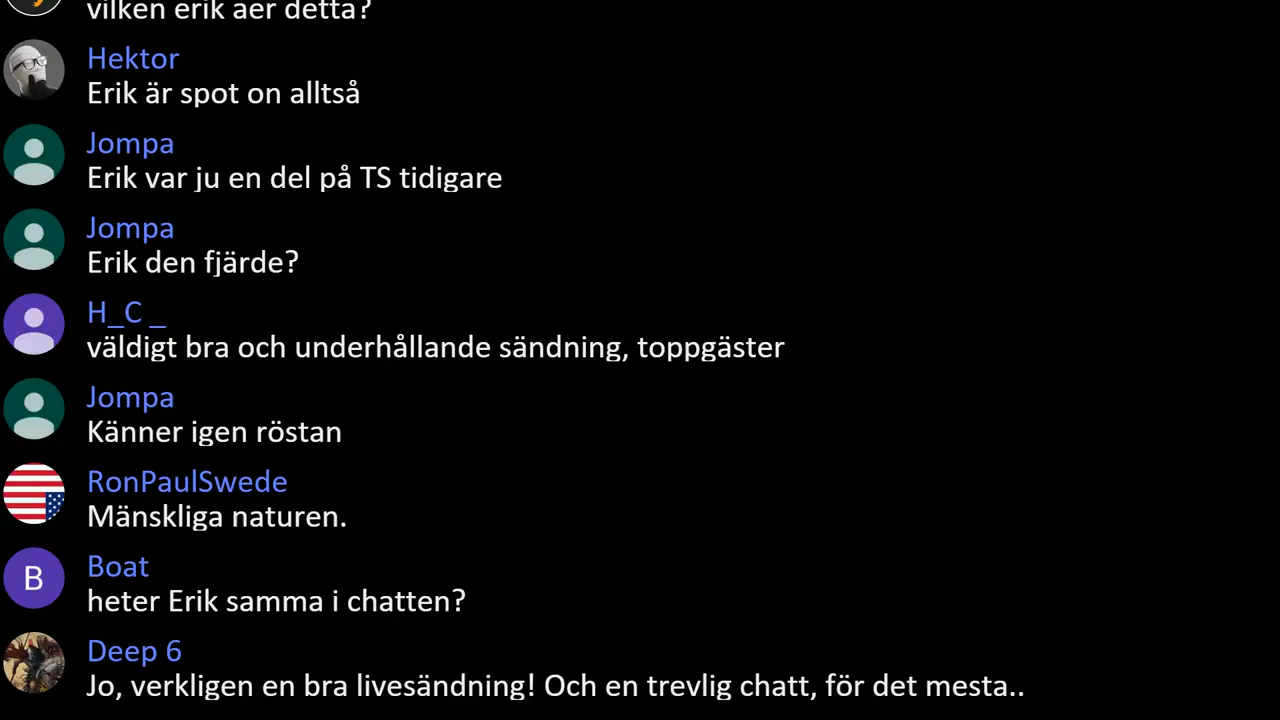 vilken erik aer detta?
Hektor
Erik är spot on alltså
Jompa
Erik var ju en del på TS tidigare
Jompa
Erik den fjärde?
H_C _
väldigt bra och underhållande sändning, toppgäster
Jompa
Känner igen röstan
RonPaulSwede
Mänskliga naturen.
B
Boat
heter Erik samma i chatten?
Deep 6
Jo, verkligen en bra livesändning! Och en trevlig chatt, för det mesta..